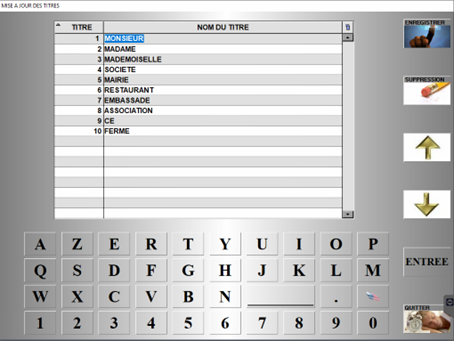 MISE A JOUR DES TITRES
TITRE NOM DU TITRE
1 MONSIEUR
2 MADAME
3 MADEMOISELLE
4 SOCIETE
5 MAIRIE
6 RESTAURANT
7 EMBASSADE
8 ASSOCIATION
9 CE
10 FERME
ENREGISTRER
SUPPRESSION
A Z E R T Y U I O P
Q S D F G H J K L M
ENTREE
W X C V B N _ .
1 2 3 4 5 6 7 8 9 0
QUITTER